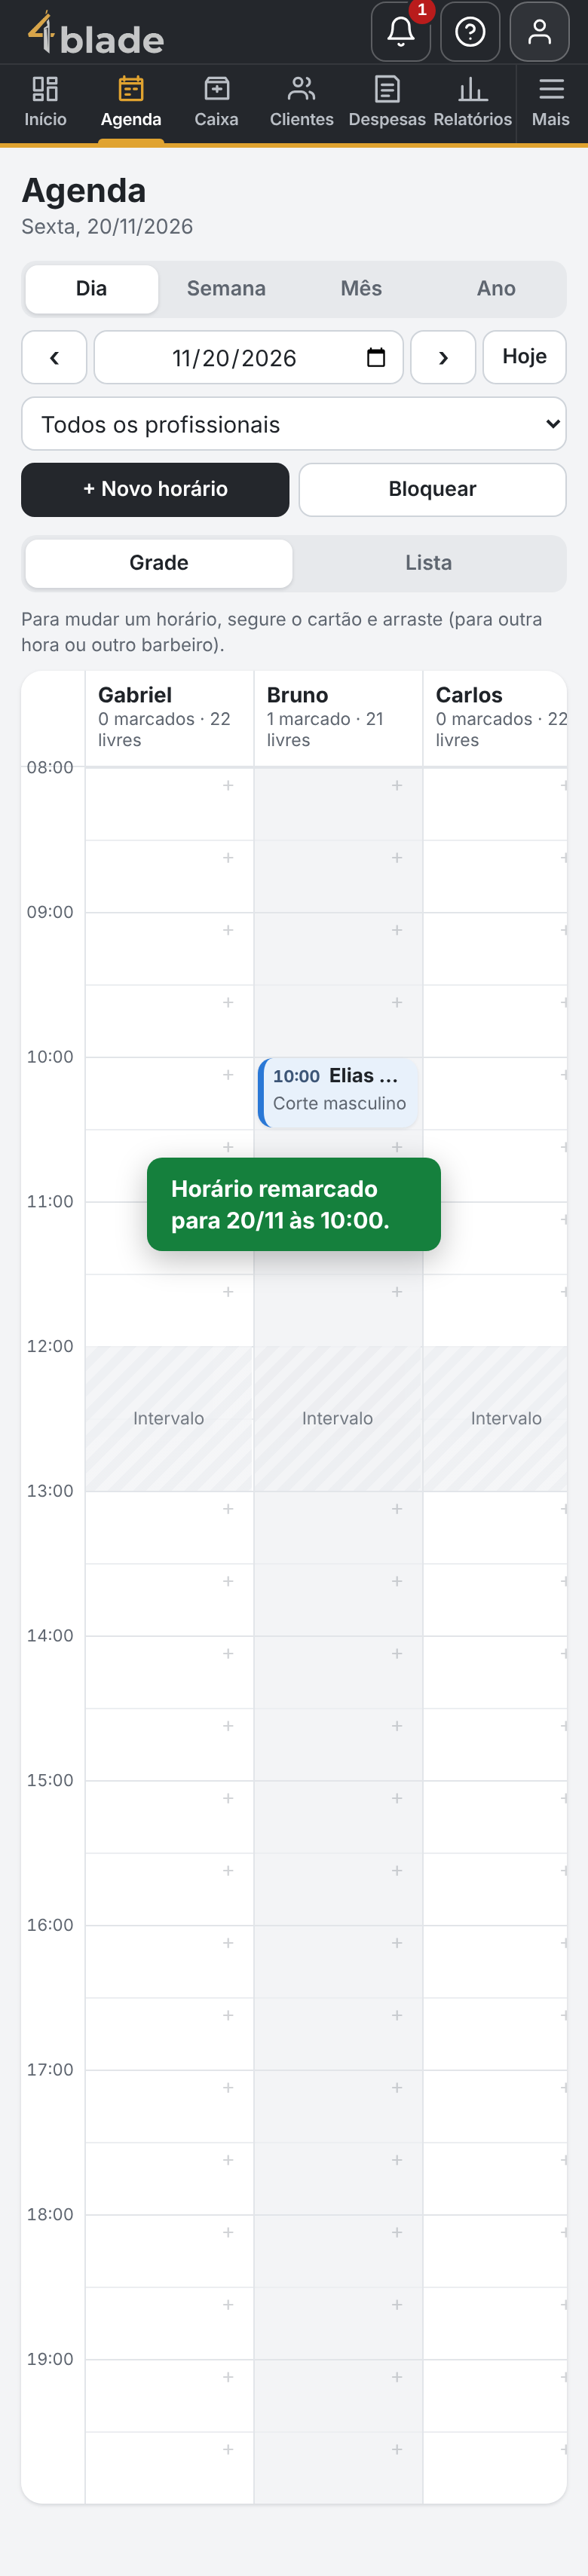 4blade
1
Início
Agenda
Caixa
Clientes
Despesas
Relatórios
Mais
Agenda
Sexta, 20/11/2026
Dia
Semana
Mês
Ano
‹
11/20/2026
›
Hoje
Todos os profissionais
+ Novo horário
Bloquear
Grade
Lista
Para mudar um horário, segure o cartão e arraste (para outra
hora ou outro barbeiro).
Gabriel
0 marcados · 22
livres
Bruno
1 marcado · 21
livres
Carlos
0 marcados · 22
livres
08:00
09:00
10:00
10:00 Elias ...
Corte masculino
Horário remarcado
para 20/11 às 10:00.
11:00
12:00
Intervalo
Intervalo
Intervalo
13:00
14:00
15:00
16:00
17:00
18:00
19:00